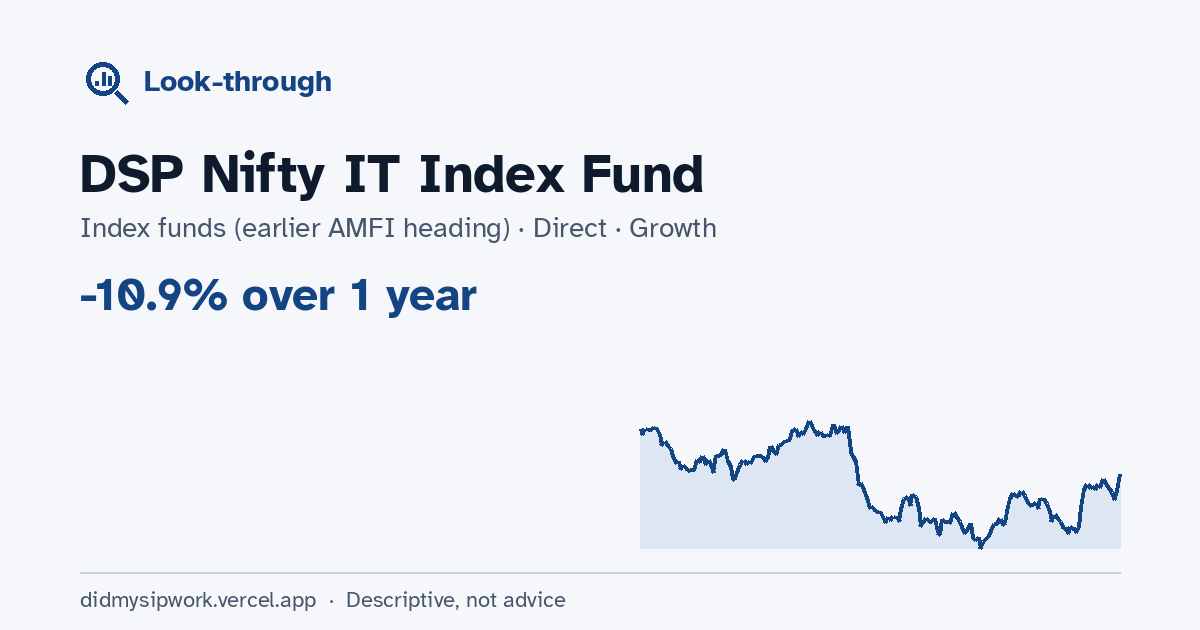 Look-through
DSP Nifty IT Index Fund
Index funds (earlier AMFI heading) · Direct · Growth
-10.9% over 1 year
didmysipwork.vercel.app · Descriptive, not advice